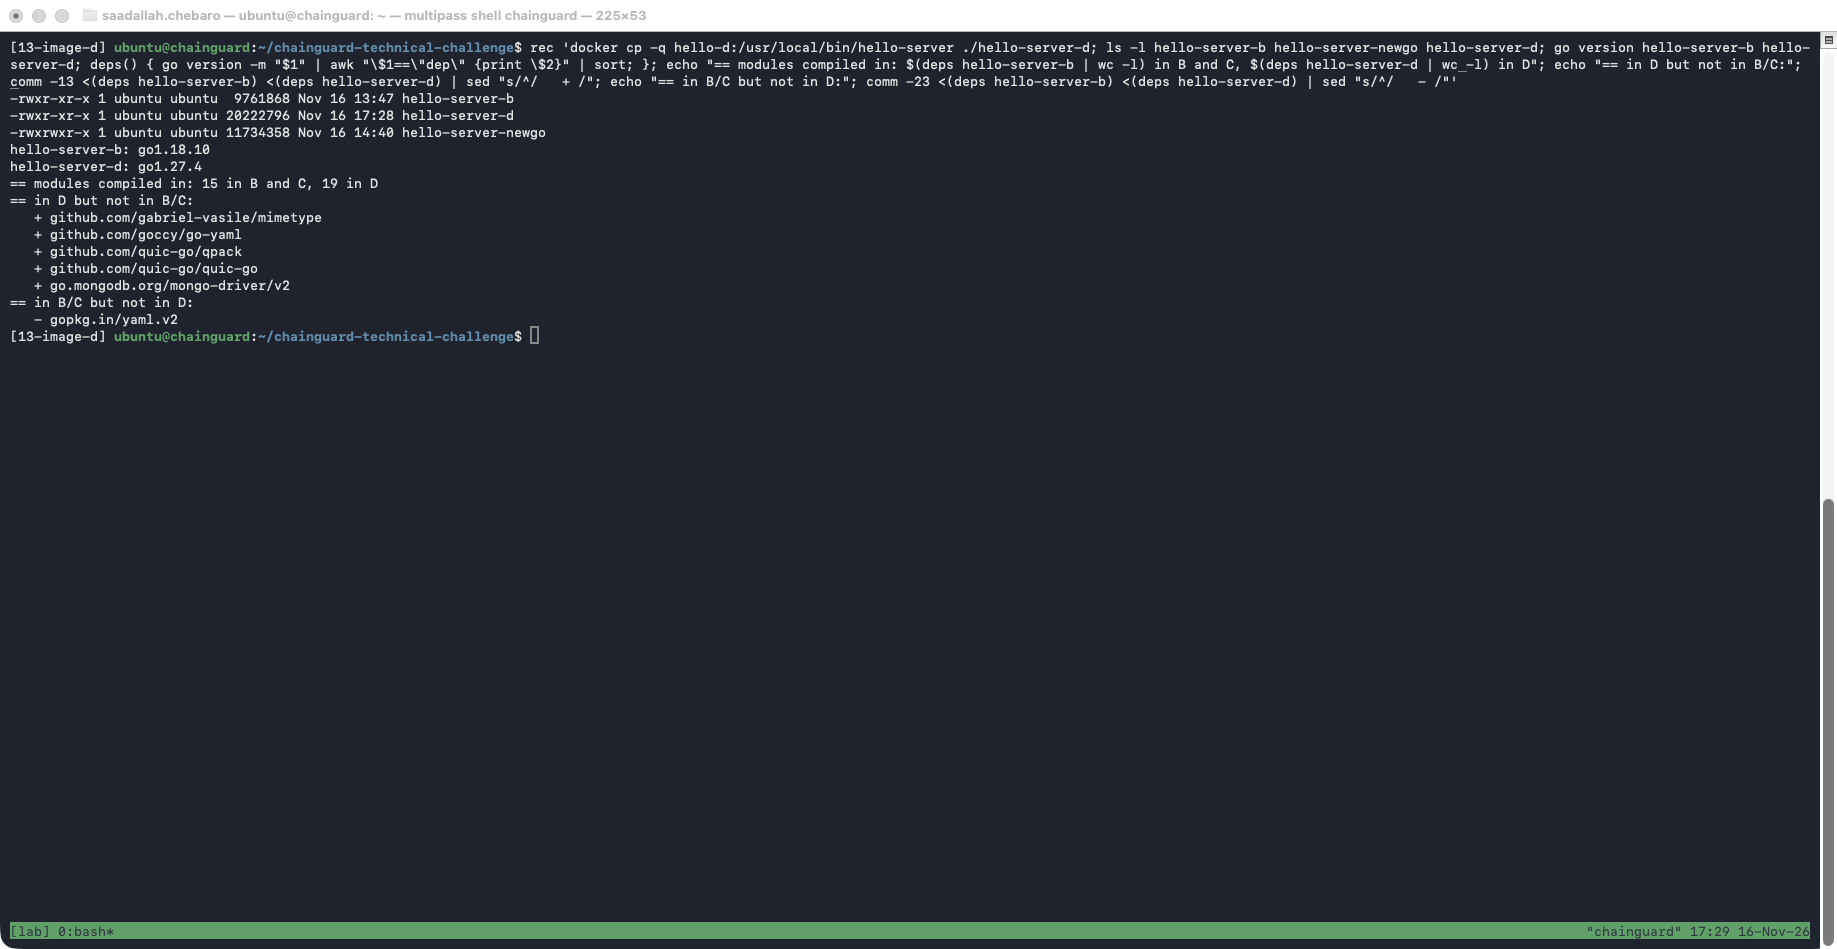 saadallah.chebaro — ubuntu@chainguard: ~ — multipass shell chainguard — 225×53
[13-image-d] ubuntu@chainguard:~/chainguard-technical-challenge$ rec 'docker cp -q hello-d:/usr/local/bin/hello-server ./hello-server-d; ls -l hello-server-b hello-server-newgo hello-server-d; go version hello-server-b hello-
server-d; deps() { go version -m "$1" | awk "\$1==\"dep\" {print \$2}" | sort; }; echo "== modules compiled in: $(deps hello-server-b | wc -l) in B and C, $(deps hello-server-d | wc -l) in D"; echo "== in D but not in B/C:";
comm -13 <(deps hello-server-b) <(deps hello-server-d) | sed "s/^/   + /"; echo "== in B/C but not in D:"; comm -23 <(deps hello-server-b) <(deps hello-server-d) | sed "s/^/   - /"'
-rwxr-xr-x 1 ubuntu ubuntu  9761868 Nov 16 13:47 hello-server-b
-rwxr-xr-x 1 ubuntu ubuntu 20222796 Nov 16 17:28 hello-server-d
-rwxrwxr-x 1 ubuntu ubuntu 11734358 Nov 16 14:40 hello-server-newgo
hello-server-b: go1.18.10
hello-server-d: go1.27.4
== modules compiled in: 15 in B and C, 19 in D
== in D but not in B/C:
   + github.com/gabriel-vasile/mimetype
   + github.com/goccy/go-yaml
   + github.com/quic-go/qpack
   + github.com/quic-go/quic-go
   + go.mongodb.org/mongo-driver/v2
== in B/C but not in D:
   - gopkg.in/yaml.v2
[13-image-d] ubuntu@chainguard:~/chainguard-technical-challenge$
[lab] 0:bash* "chainguard" 17:29 16-Nov-26